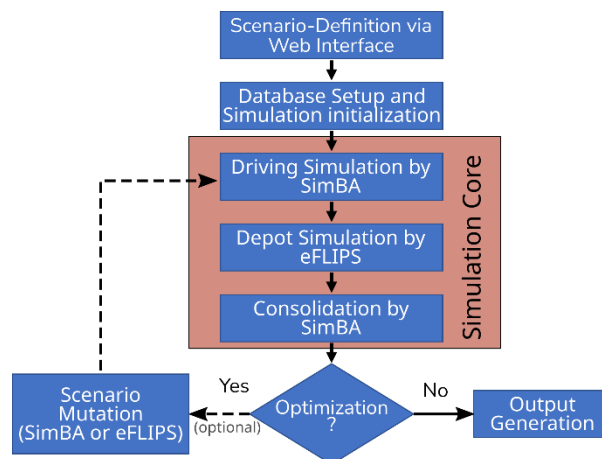 Scenario-Definition via
Web Interface
Database Setup and
Simulation initialization
Driving Simulation by
SimBA
Depot Simulation by
eFLIPS
Consolidation by
SimBA
Simulation Core
Optimization
?
Yes
(optional)
No
Scenario
Mutation
(SimBA or eFLIPS)
Output
Generation